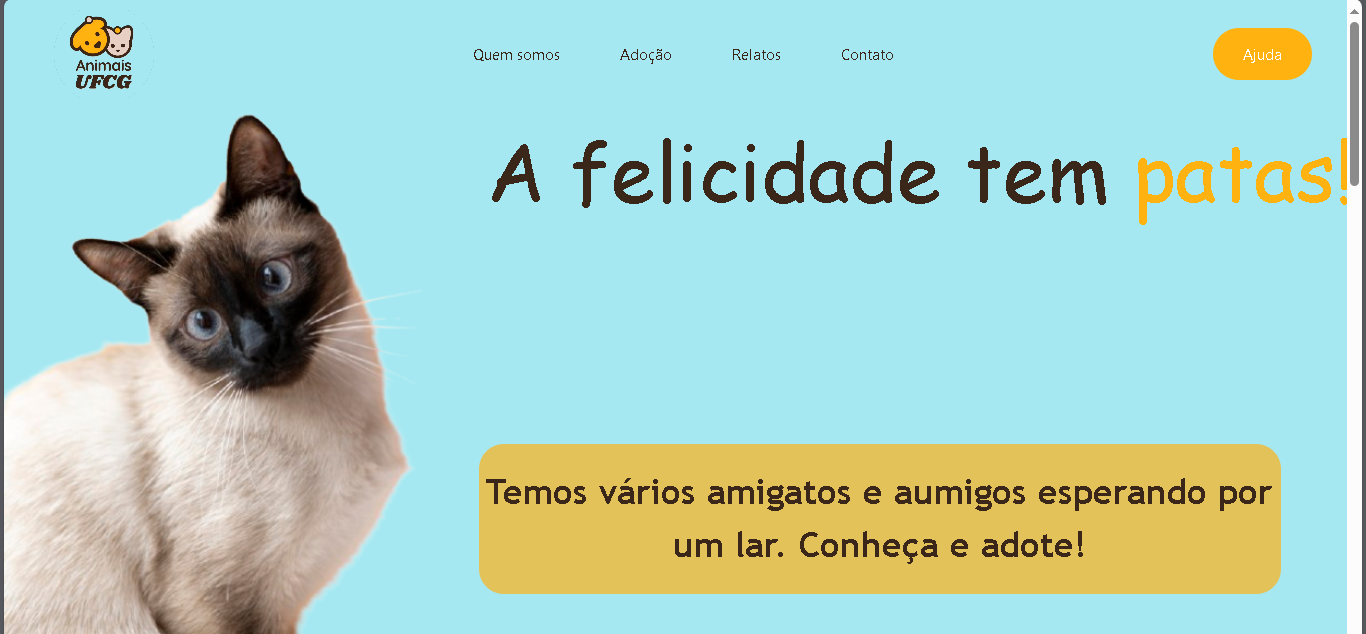 Animais
UFCG
Quem somos
Adoção
Relatos
Contato
Ajuda
A felicidade tem patas!
Temos vários amigatos e aumigos esperando por
um lar. Conheça e adote!